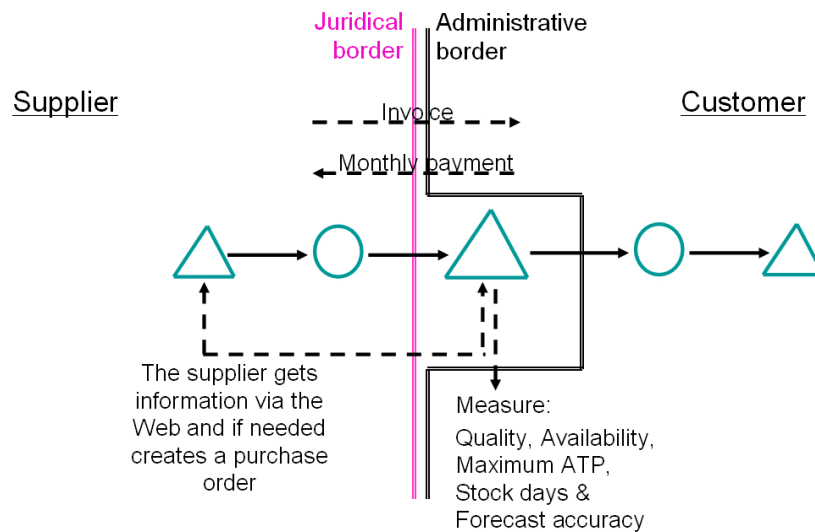 Juridical
border
Administrative
border
Supplier
Customer
Invoice
Monthly payment
The supplier gets
information via the
Web and if needed
creates a purchase
order
Measure:
Quality, Availability,
Maximum ATP,
Stock days &
Forecast accuracy